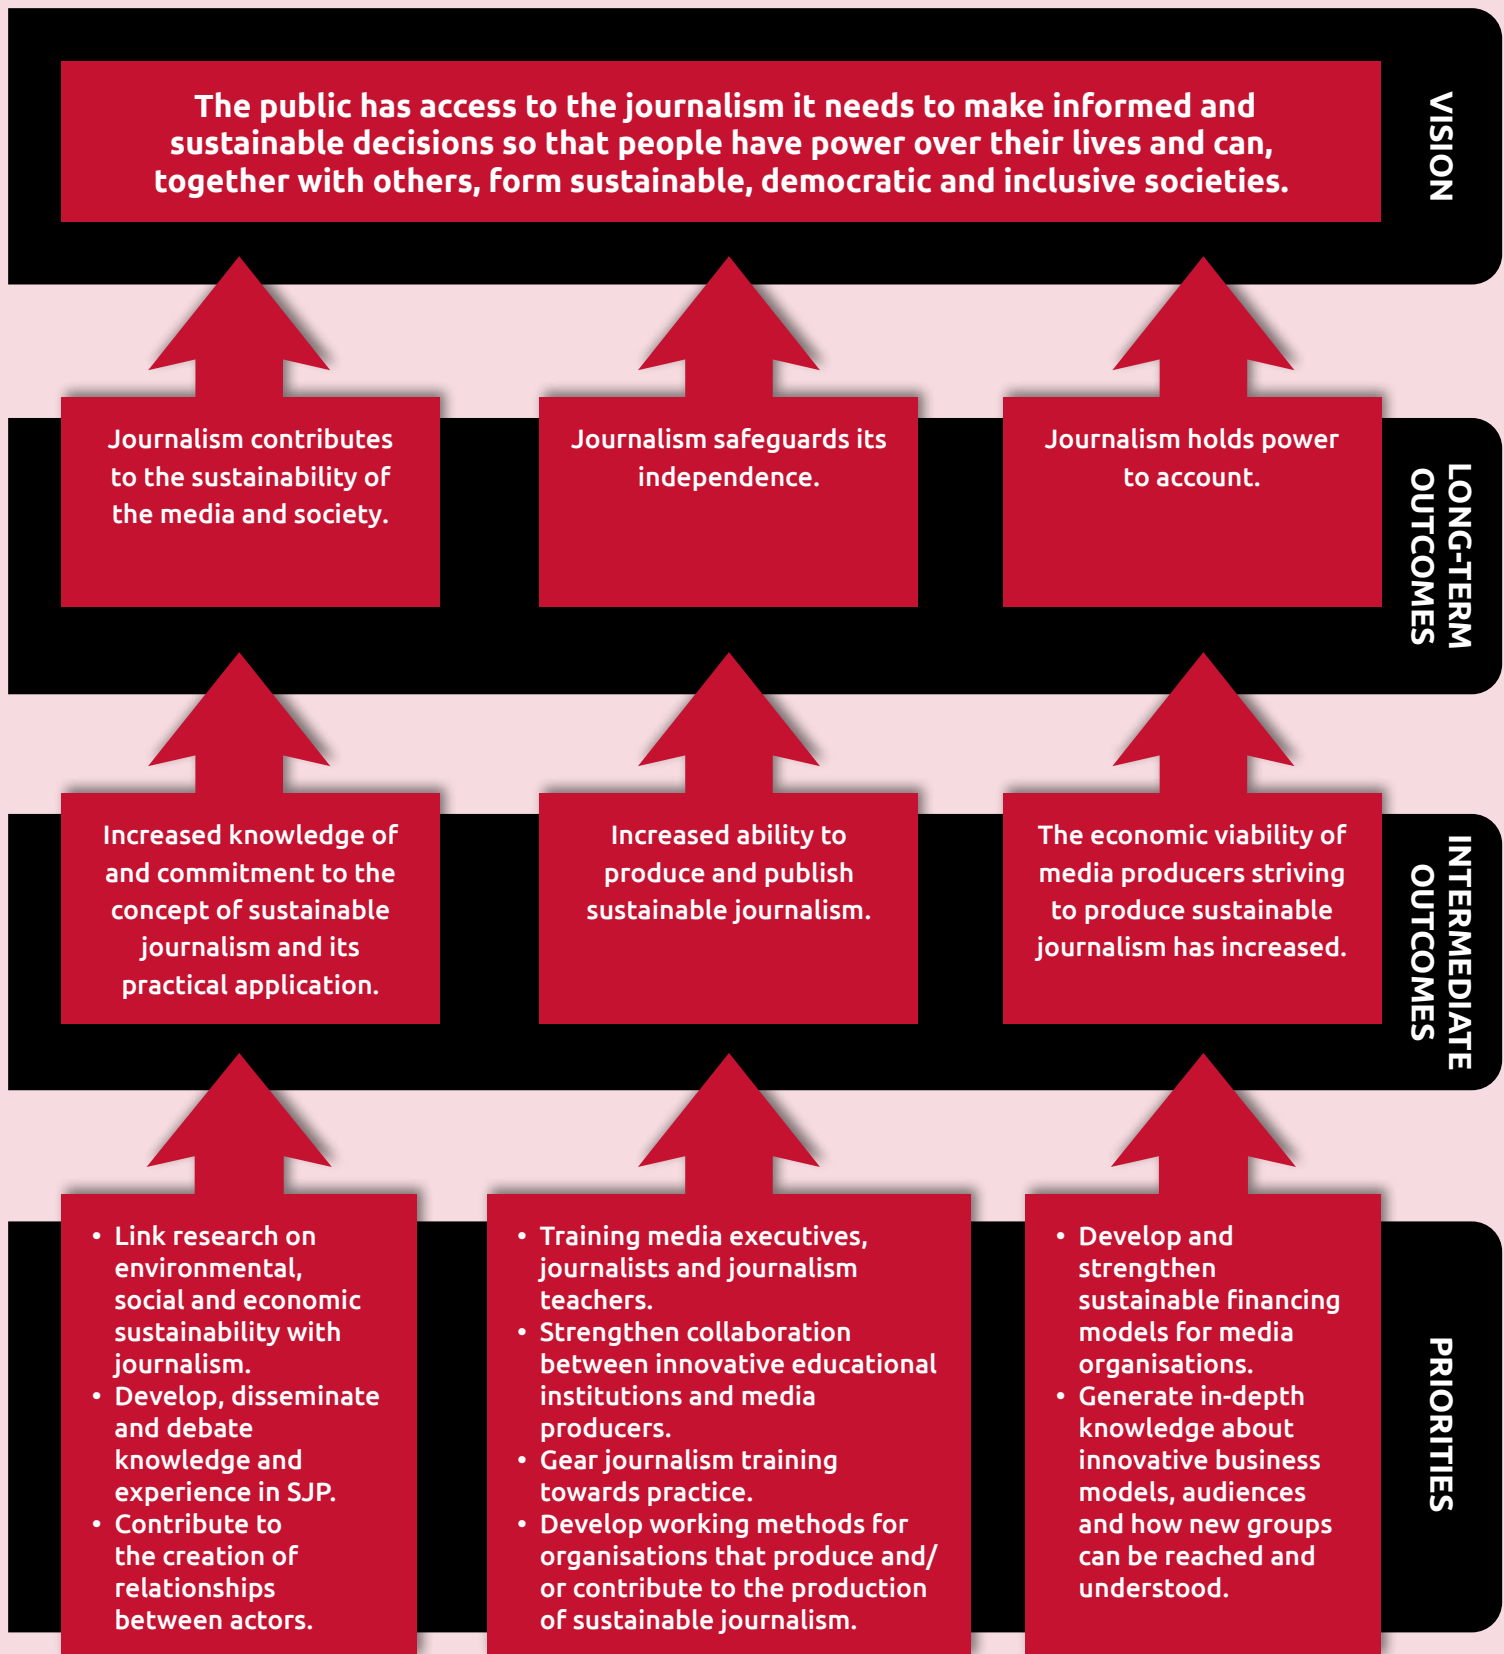 The public has access to the journalism it needs to make informed and
sustainable decisions so that people have power over their lives and can,
together with others, form sustainable, democratic and inclusive societies.
VISION
Journalism contributes
to the sustainability of
the media and society.
Journalism safeguards its
independence.
Journalism holds power
to account.
LONG-TERM
OUTCOMES
Increased knowledge of
and commitment to the
concept of sustainable
journalism and its
practical application.
Increased ability to
produce and publish
sustainable journalism.
The economic viability of
media producers striving
to produce sustainable
journalism has increased.
INTERMEDIATE
OUTCOMES
• Link research on
environmental,
social and economic
sustainability with
journalism.
• Develop, disseminate
and debate
knowledge and
experience in SJP.
• Contribute to
the creation of
relationships
between actors.
• Training media executives,
journalists and journalism
teachers.
• Strengthen collaboration
between innovative educational
institutions and media
producers.
• Gear journalism training
towards practice.
• Develop working methods for
organisations that produce and/
or contribute to the production
of sustainable journalism.
• Develop and
strengthen
sustainable financing
models for media
organisations.
• Generate in-depth
knowledge about
innovative business
models, audiences
and how new groups
can be reached and
understood.
PRIORITIES